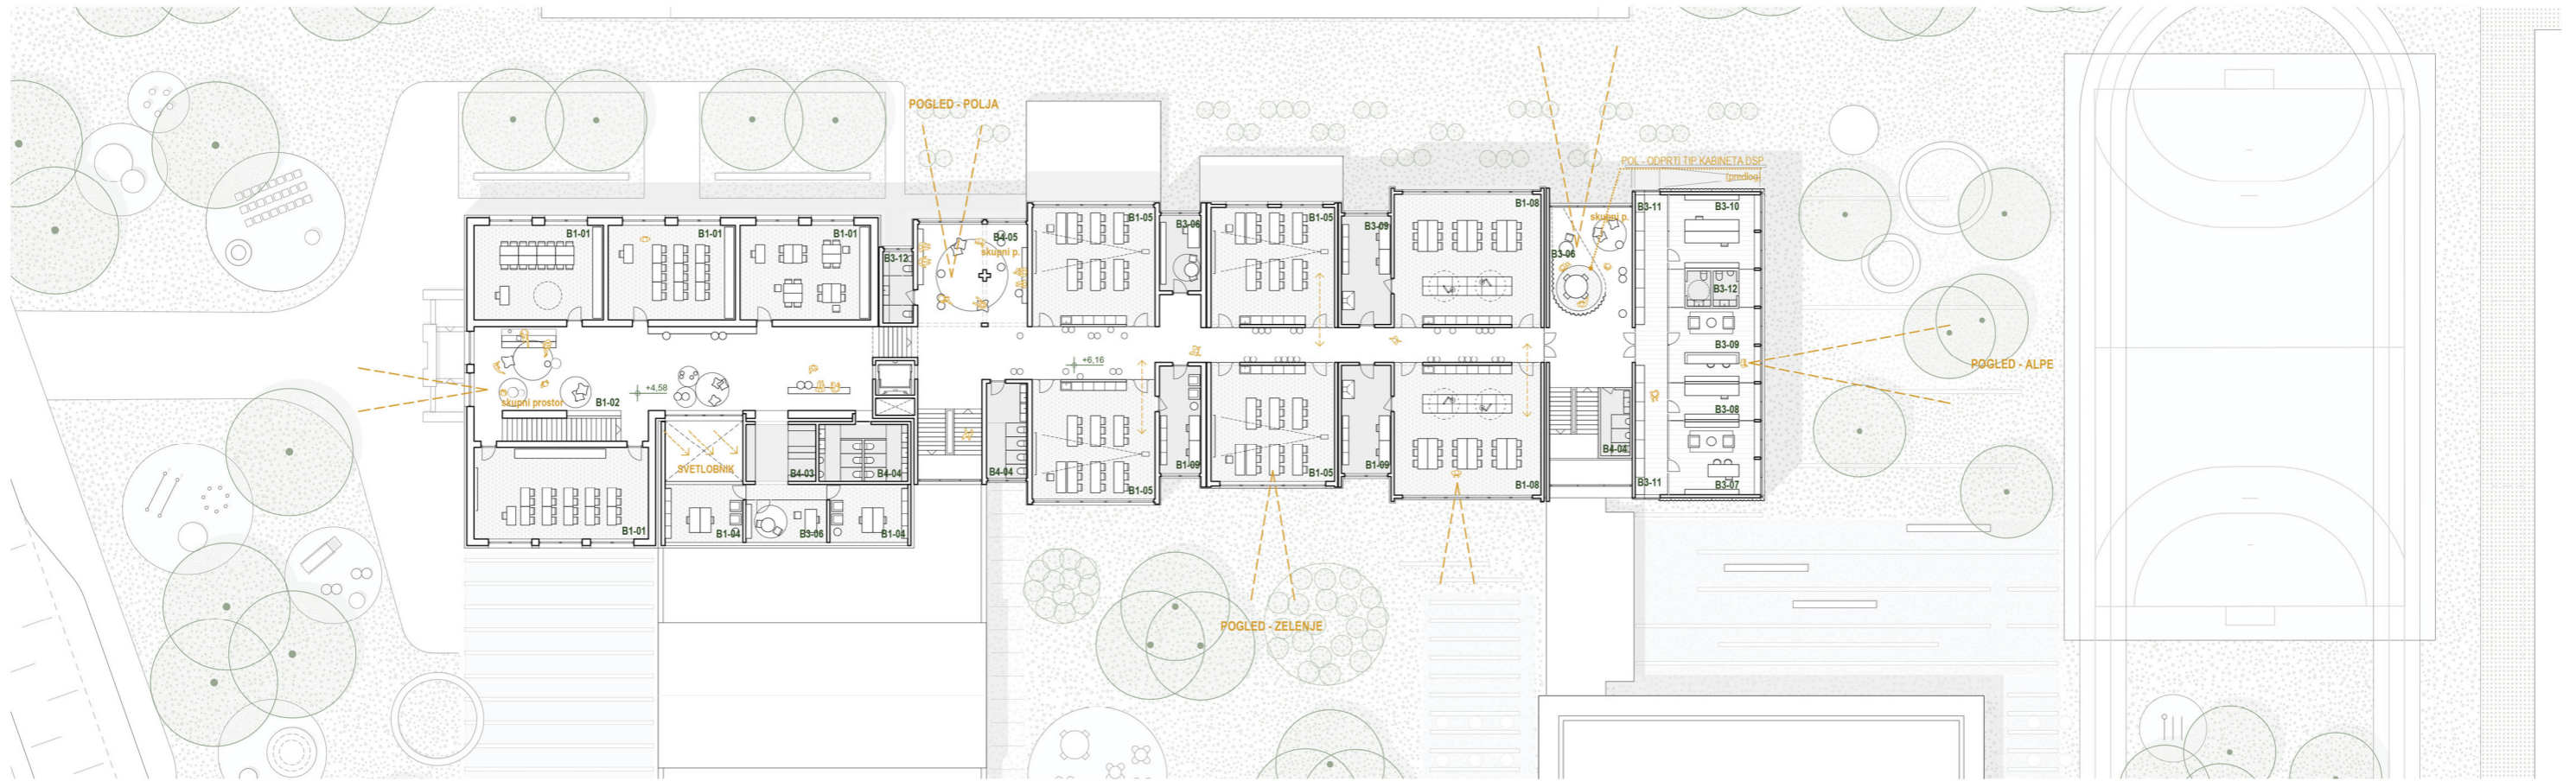 POGLED - POLJA
POL - ODPRTI TIP KABINETA DSP
(predlog)
B1-01
B1-01
B1-01
B3-12
B4-05
skupni p.
B1-05
B3-06
B1-05
B3-09
B1-08
skupni p.
B3-06
B3-11
B3-10
B3-12
B3-09
POGLED - ALPE
+6,16
+4,58
skupni prostor
B1-02
B3-08
SVETLOBNIK
B4-03
B4-04
B4-04
B1-05
B1-09
B1-05
B1-09
B1-08
B4-04
B3-11
B3-07
B1-01
B1-04
B3-06
B1-04
POGLED - ZELENJE